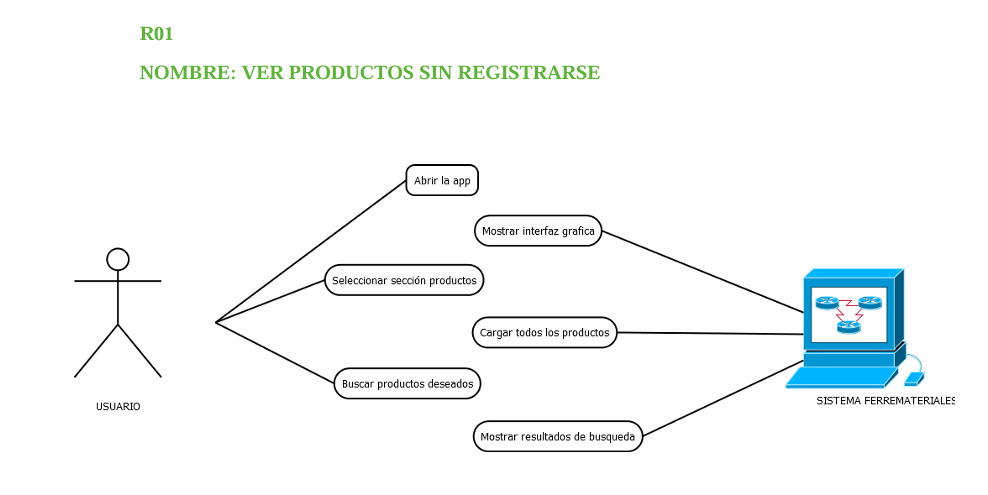 R01
NOMBRE: VER PRODUCTOS SIN REGISTRARSE
Abrir la app
Mostrar interfaz grafica
Seleccionar sección productos
Cargar todos los productos
Buscar productos deseados
Mostrar resultados de busqueda
USUARIO
SISTEMA FERREMATERIALES